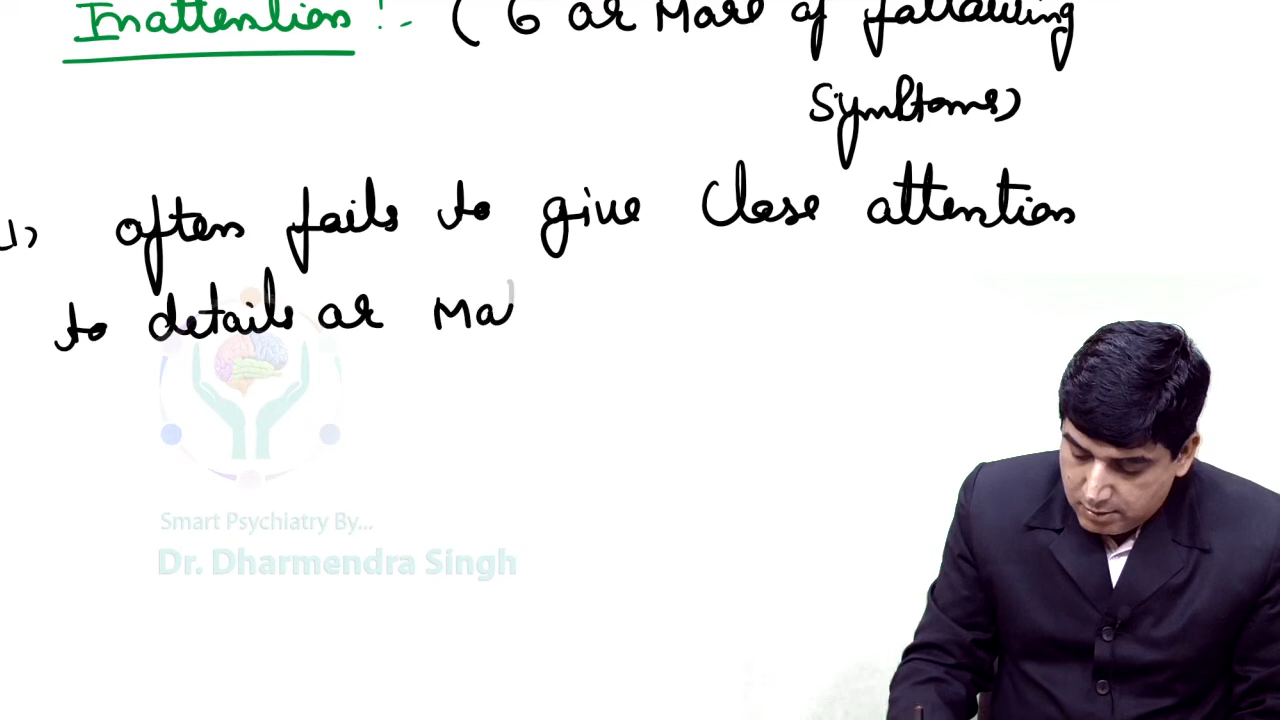 Inattention :- ( 6 or More of following
Symptoms)
1) often fails to give close attention
to details or Ma
Smart Psychiatry By...
Dr. Dharmendra Singh